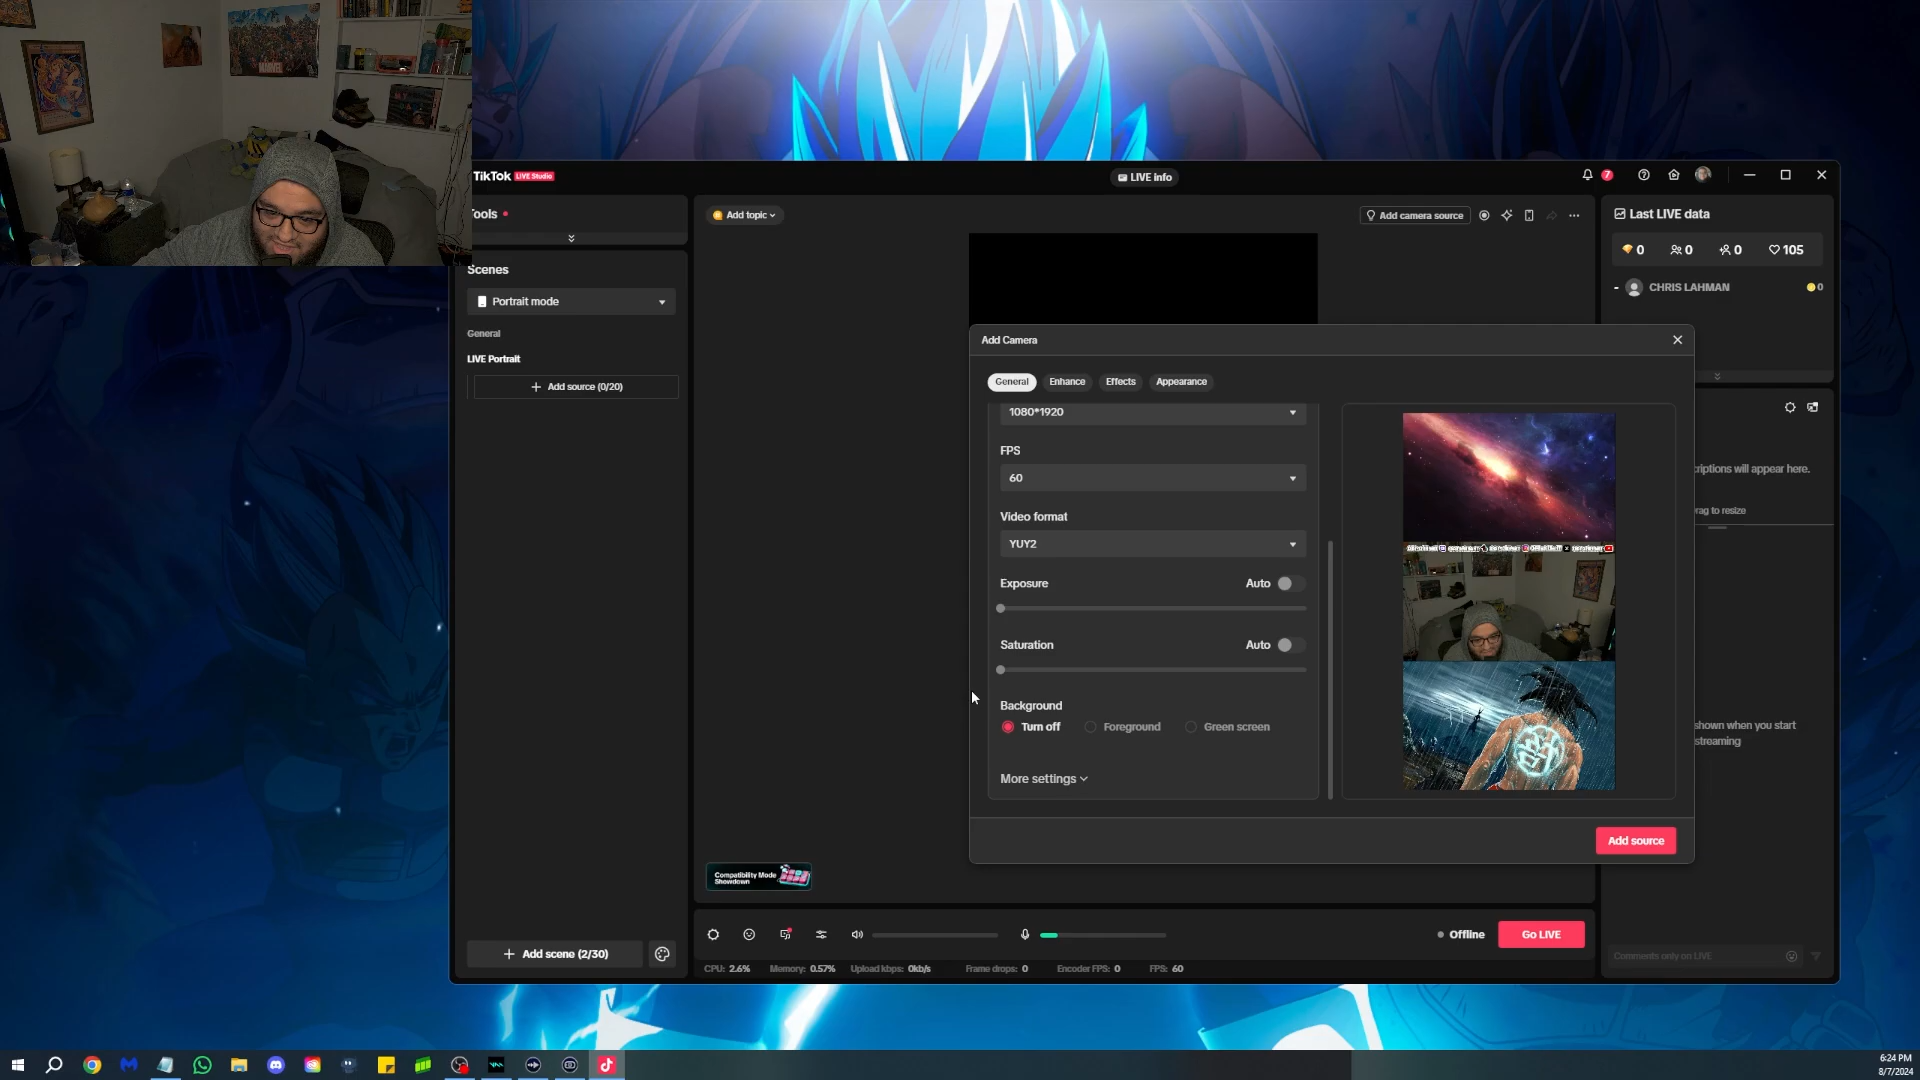 MARVEL
TikTok LIVE Studio
LIVE info
7
Tools
Add topic
Add camera source
Last LIVE data
0
0
0
105
CHRIS LAHMAN
0
Scenes
Portrait mode
General
LIVE Portrait
Add source (0/20)
Add Camera
General
Enhance
Effects
Appearance
1080*1920
FPS
60
Video format
YUY2
Exposure
Auto
Saturation
Auto
Background
Turn off
Foreground
Green screen
More settings
Add source
riptions will appear here.
rag to resize
shown when you start
streaming
Compatibility Mode
Showdown
Add scene (2/30)
Offline
Go LIVE
CPU: 2.6%
Memory: 0.57%
Upload kbps: 0kb/s
Frame drops: 0
Encoder FPS: 0
FPS: 60
Comments only on LIVE
6:24 PM
8/7/2024